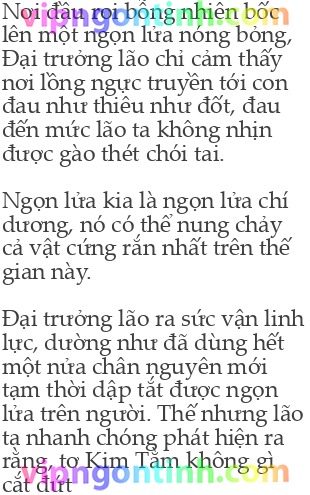 Nơi đầu roi bỗng nhiên bốc
lên một ngọn lửa nóng bỏng,
Đại trưởng lão chỉ cảm thấy
nơi lồng ngực truyền tới con
đau như thiêu như đốt, đau
đến mức lão ta không nhịn
được gào thét chói tai.
Ngọn lửa kia là ngọn lửa chí
dương, nó có thể nung chảy
cả vật cứng rắn nhất trên thế
gian này.
Đại trưởng lão ra sức vận linh
lực, dường như đã dùng hết
một nửa chân nguyên mới
tạm thời dập tắt được ngọn
lửa trên người. Thế nhưng lão
ta nhanh chóng phát hiện ra
rằng, tơ Kim Tằm không gì
cắt đứt
vipngontinh.com
vipngontinh.com